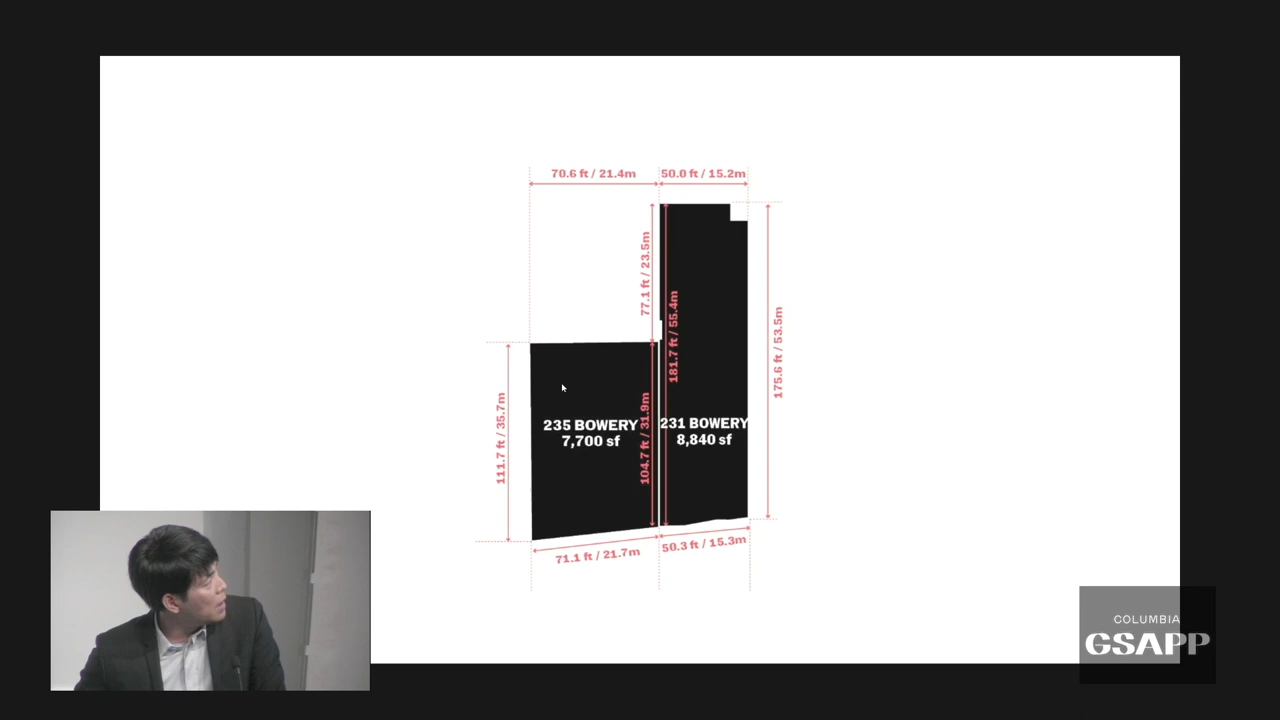 70.6 ft / 21.4m
50.0 ft / 15.2m
77.1 ft / 23.5m
181.7 ft / 55.4m
175.6 ft / 53.5m
111.7 ft / 35.7m
104.7 ft / 31.9m
235 BOWERY
7,700 sf
231 BOWERY
8,840 sf
71.1 ft / 21.7m
50.3 ft / 15.3m
COLUMBIA
GSAPP